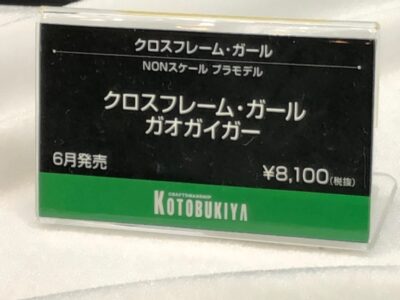 クロスフレーム・ガール
NONスケール プラモデル
クロスフレーム・ガール
ガオガイガー
6月発売
¥8,100(税抜)
CRAFTSMANSHIP
KOTOBUKIYA